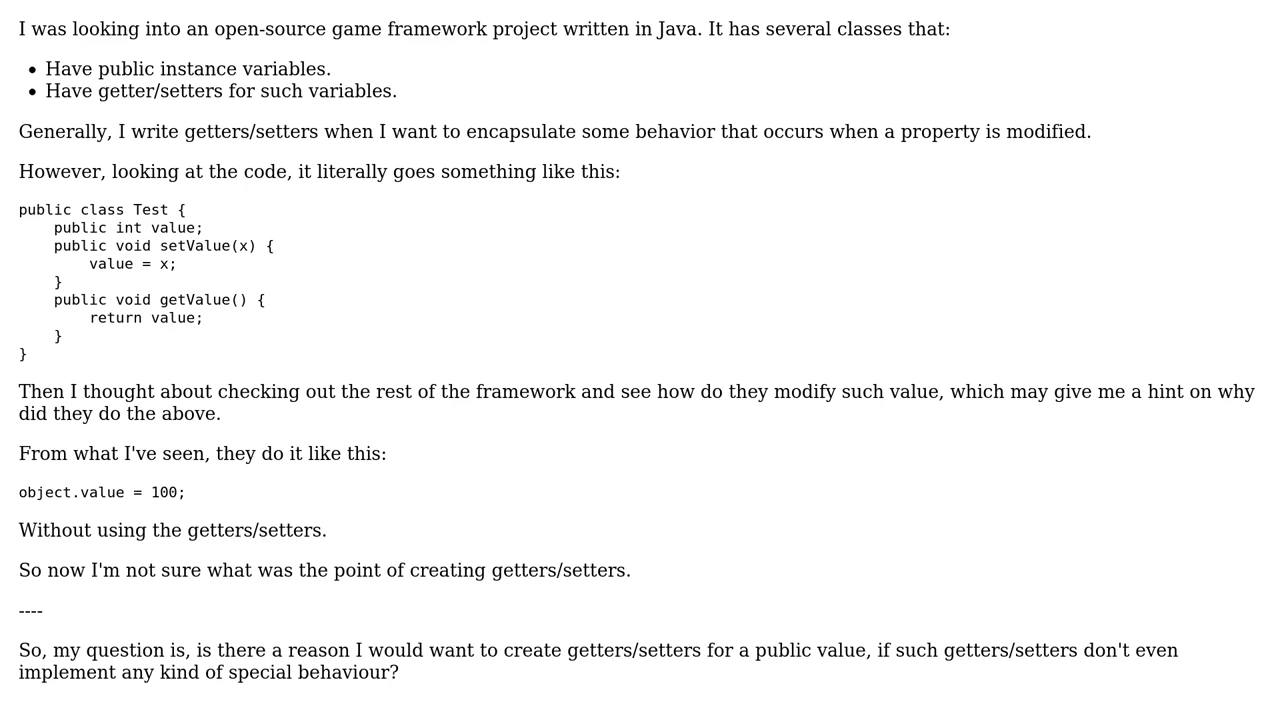 I was looking into an open-source game framework project written in Java. It has several classes that:
• Have public instance variables.
• Have getter/setters for such variables.
Generally, I write getters/setters when I want to encapsulate some behavior that occurs when a property is modified.
However, looking at the code, it literally goes something like this:
public class Test {
    public int value;
    public void setValue(x) {
        value = x;
    }
    public void getValue() {
        return value;
    }
}
Then I thought about checking out the rest of the framework and see how do they modify such value, which may give me a hint on why
did they do the above.
From what I've seen, they do it like this:
object.value = 100;
Without using the getters/setters.
So now I'm not sure what was the point of creating getters/setters.
----
So, my question is, is there a reason I would want to create getters/setters for a public value, if such getters/setters don't even
implement any kind of special behaviour?